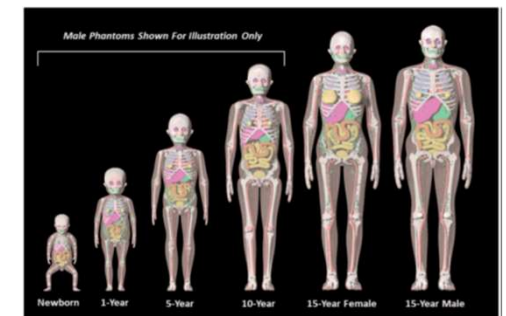 Male Phantoms Shown For Illustration Only
Newborn
1-Year
5-Year
10-Year
15-Year Female
15-Year Male